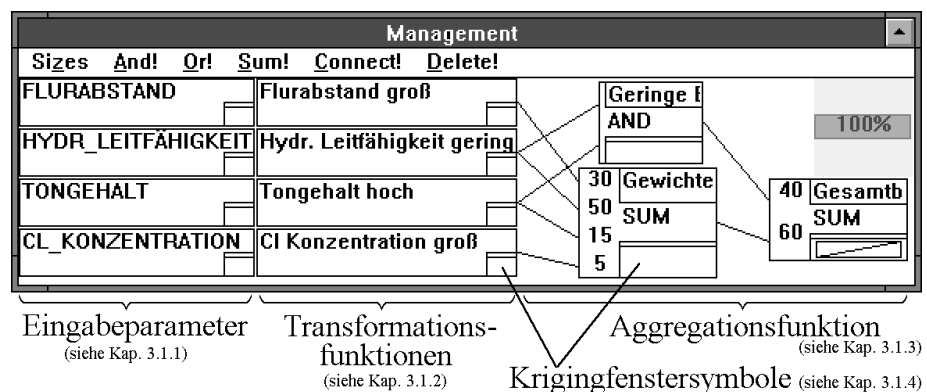 Management
Sizes And! Or! Sum! Connect! Delete!
FLURABSTAND
Flurabstand groß
HYDR_LEITFÄHIGKEIT
Hydr. Leitfähigkeit gering
TONGEHALT
Tongehalt hoch
CL_KONZENTRATION
Cl Konzentration groß
Geringe E
AND
30 Gewichte
50 SUM
15
5
100%
40 Gesamtb
60 SUM
Eingabeparameter
(siehe Kap. 3.1.1)
Transformations-
funktionen
(siehe Kap. 3.1.2)
Aggregationsfunktion
(siehe Kap. 3.1.3)
Krigingfenstersymbole (siehe Kap. 3.1.4)